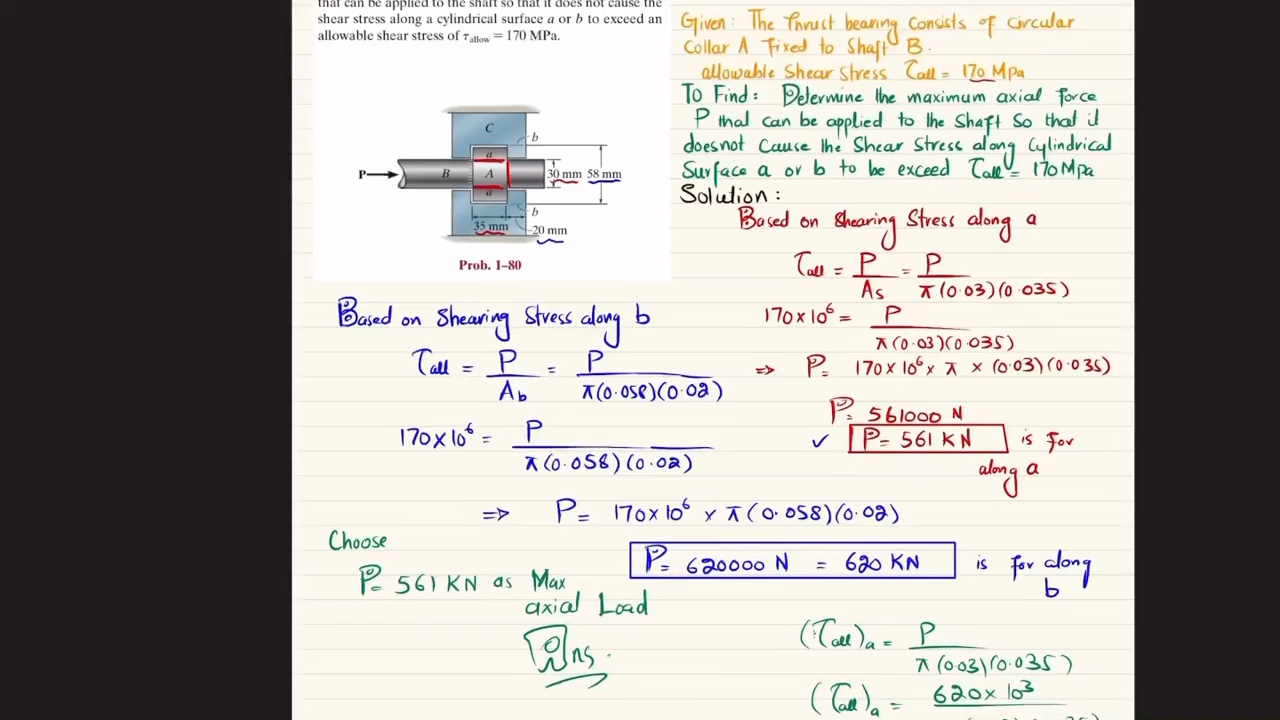 that can be applied to the shaft so that it does not cause the
shear stress along a cylindrical surface a or b to exceed an
allowable shear stress of τallow = 170 MPa.
C
b
a
P
B
A
30 mm 58 mm
a
b
35 mm
20 mm
Prob. 1–80
Given: The thrust bearing consists of circular
Collar A Fixed to Shaft B.
allowable Shear Stress τall = 170 MPa
To Find: Determine the maximum axial force
P that can be applied to the shaft so that it
doesnot cause the Shear Stress along cylindrical
Surface a or b to be exceed τall = 170 MPa
Solution:
Based on Shearing Stress along a
τall = P/As = P/π(0.03)(0.035)
170×10⁶ = P/π(0.03)(0.035)
⇒ P = 170×10⁶ × π × (0.03)(0.035)
P = 561000 N
✓ P = 561 KN is for
along a
Based on Shearing Stress along b
τall = P/Ab = P/π(0.058)(0.02)
170×10⁶ = P/π(0.058)(0.02)
⇒ P = 170×10⁶ × π(0.058)(0.02)
P = 620000 N = 620 KN is for along
b
Choose
P = 561 KN as Max
axial Load
Ans.
(τall)a = P/π(0.03)(0.035)
(τall)a = 620×10³